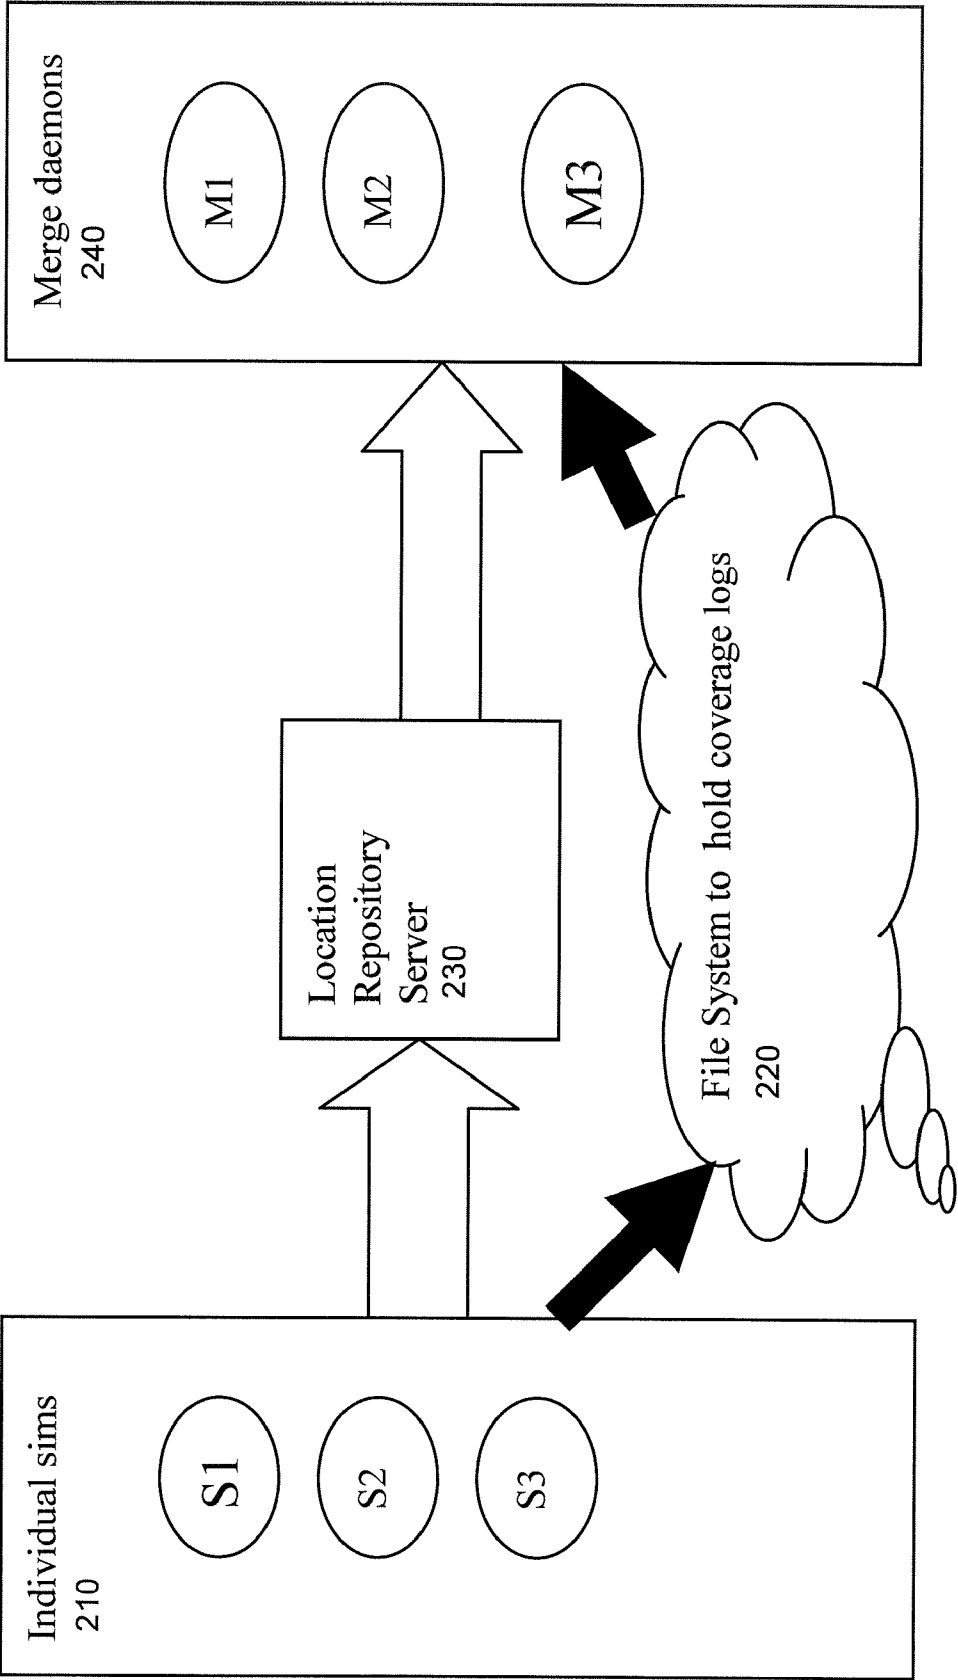 Individual sims
210
S1
S2
S3
Location
Repository
Server
230
File System to hold coverage logs
220
Merge daemons
240
M1
M2
M3